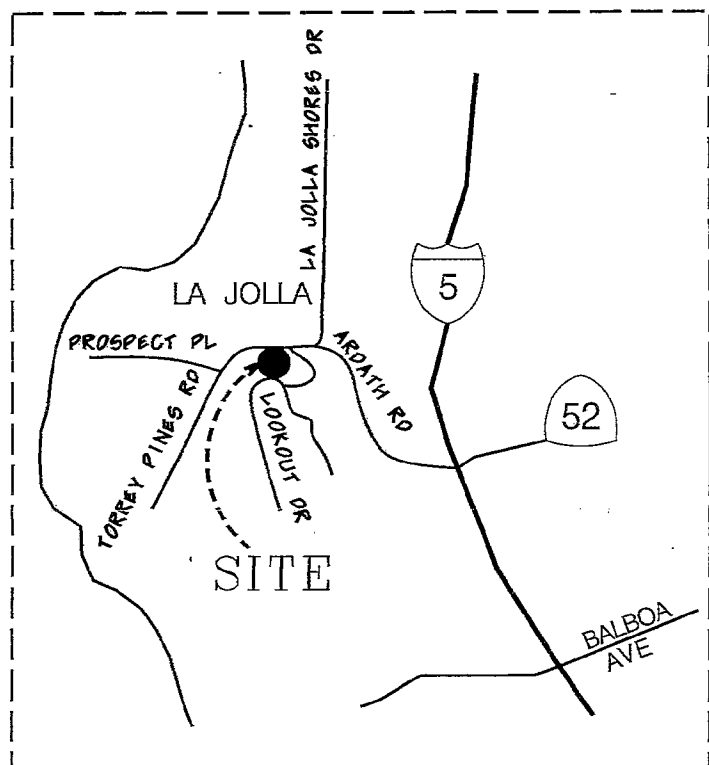 LA JOLLA SHORES DR
5
LA JOLLA
PROSPECT PL
ARDATH RD
TORREY PINES RD
52
LOOKOUT DR
SITE
BALBOA
AVE